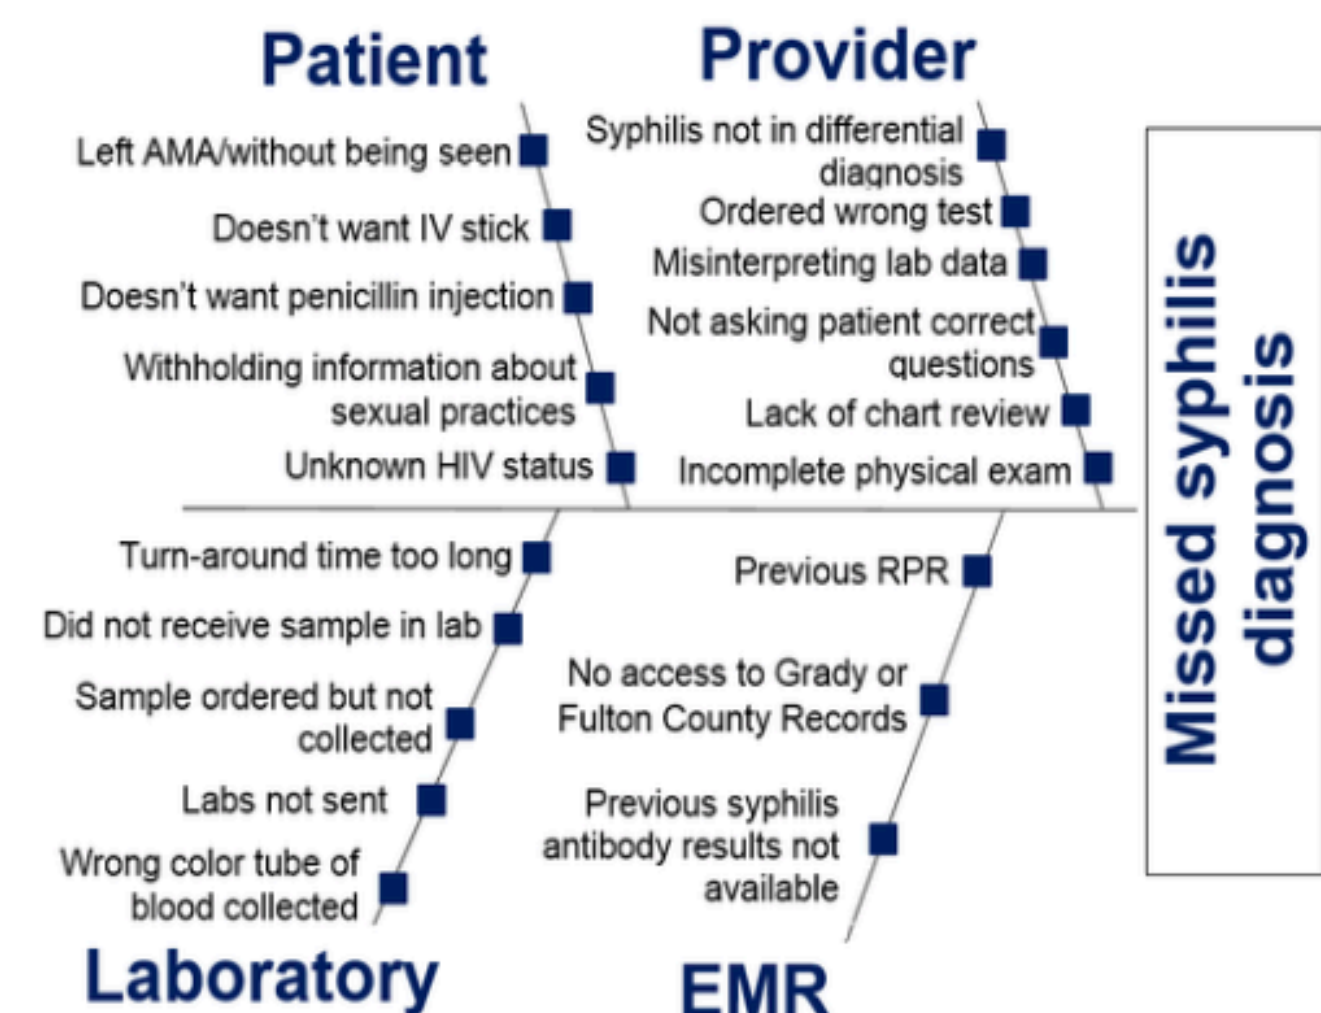 Patient
Left AMA/without being seen
Doesn't want IV stick
Doesn't want penicillin injection
Withholding information about
sexual practices
Unknown HIV status
Provider
Syphilis not in differential
diagnosis
Ordered wrong test
Misinterpreting lab data
Not asking patient correct
questions
Lack of chart review
Incomplete physical exam
Turn-around time too long
Did not receive sample in lab
Sample ordered but not
collected
Labs not sent
Wrong color tube of
blood collected
Laboratory
Previous RPR
No access to Grady or
Fulton County Records
Previous syphilis
antibody results not
available
EMR
Missed syphilis
diagnosis